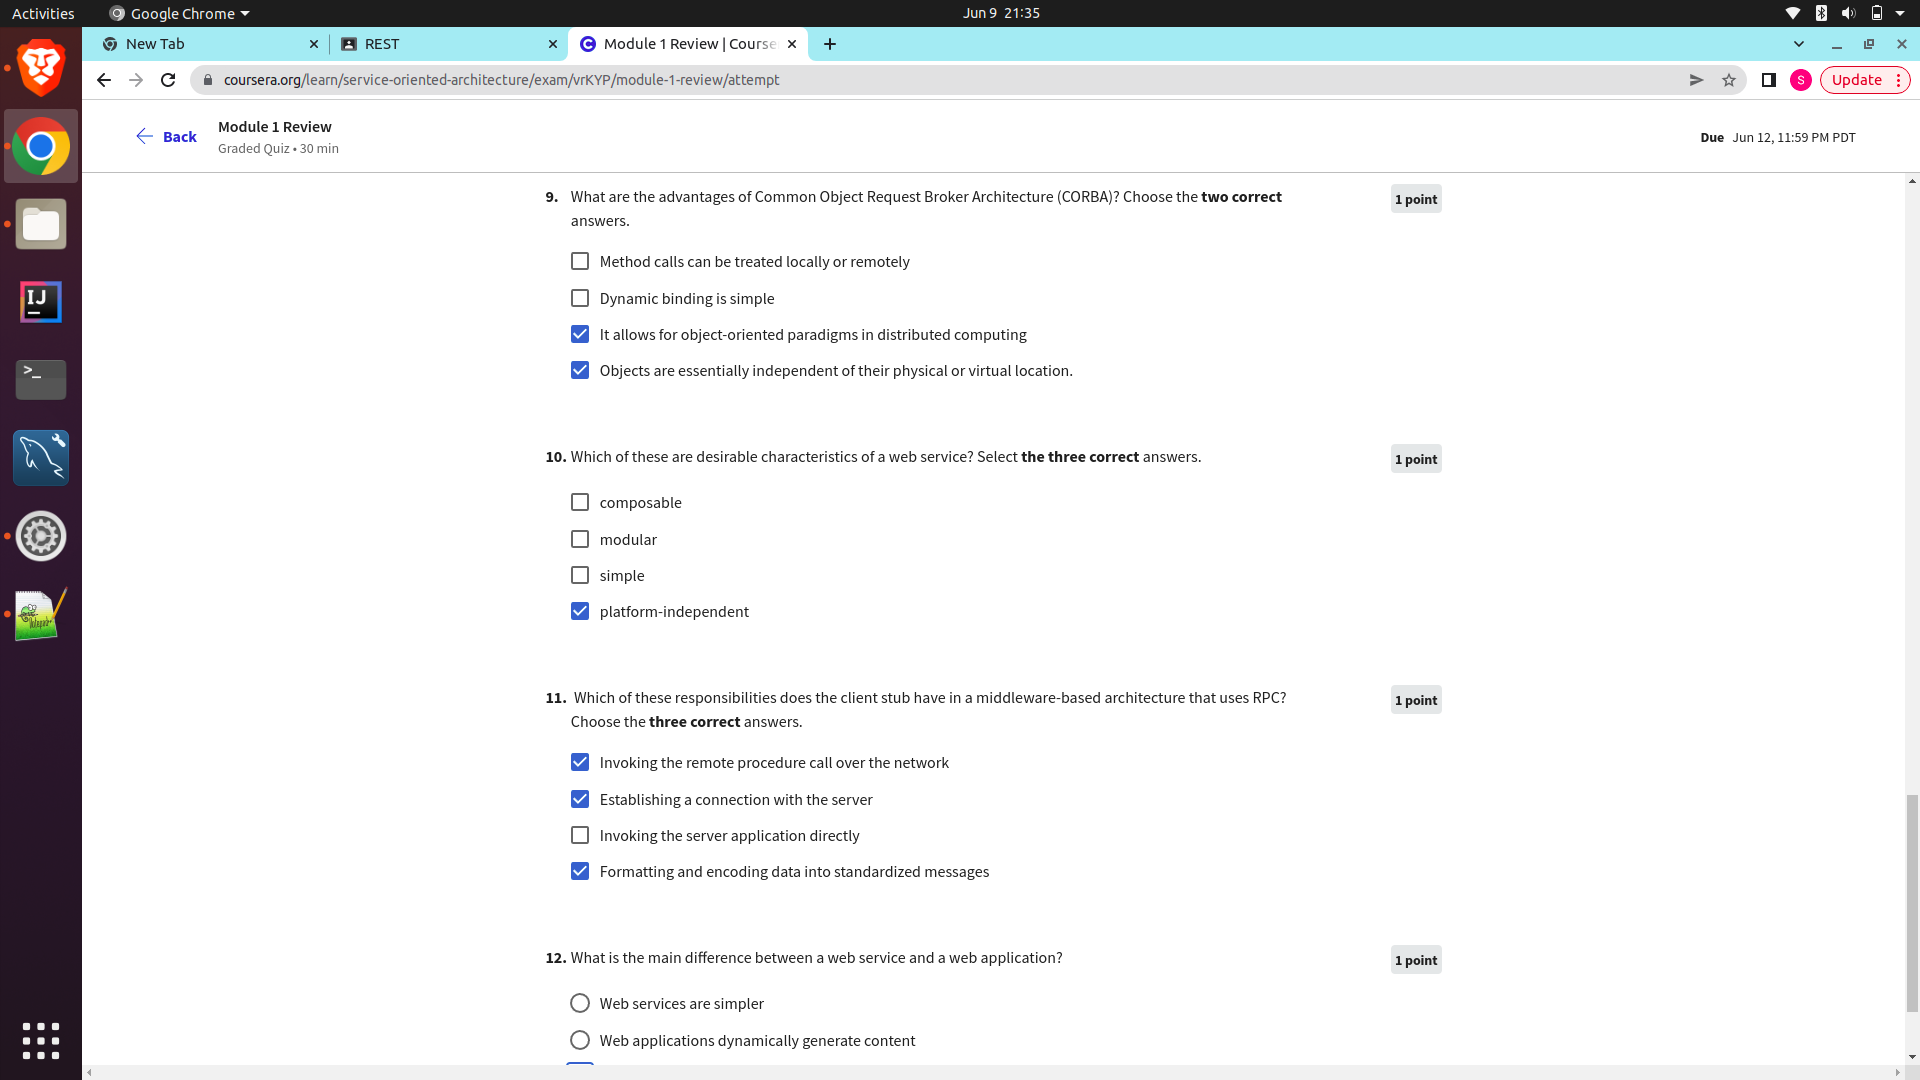 Activities Google Chrome Jun 9 21:35
New Tab REST Module 1 Review | Course
coursera.org/learn/service-oriented-architecture/exam/vrKYP/module-1-review/attempt S Update
Back Module 1 Review
Graded Quiz • 30 min
Due Jun 12, 11:59 PM PDT
9. What are the advantages of Common Object Request Broker Architecture (CORBA)? Choose the two correct
answers.
1 point
Method calls can be treated locally or remotely
Dynamic binding is simple
It allows for object-oriented paradigms in distributed computing
Objects are essentially independent of their physical or virtual location.
10. Which of these are desirable characteristics of a web service? Select the three correct answers.
1 point
composable
modular
simple
platform-independent
11. Which of these responsibilities does the client stub have in a middleware-based architecture that uses RPC?
Choose the three correct answers.
1 point
Invoking the remote procedure call over the network
Establishing a connection with the server
Invoking the server application directly
Formatting and encoding data into standardized messages
12. What is the main difference between a web service and a web application?
1 point
Web services are simpler
Web applications dynamically generate content
IJ
>_